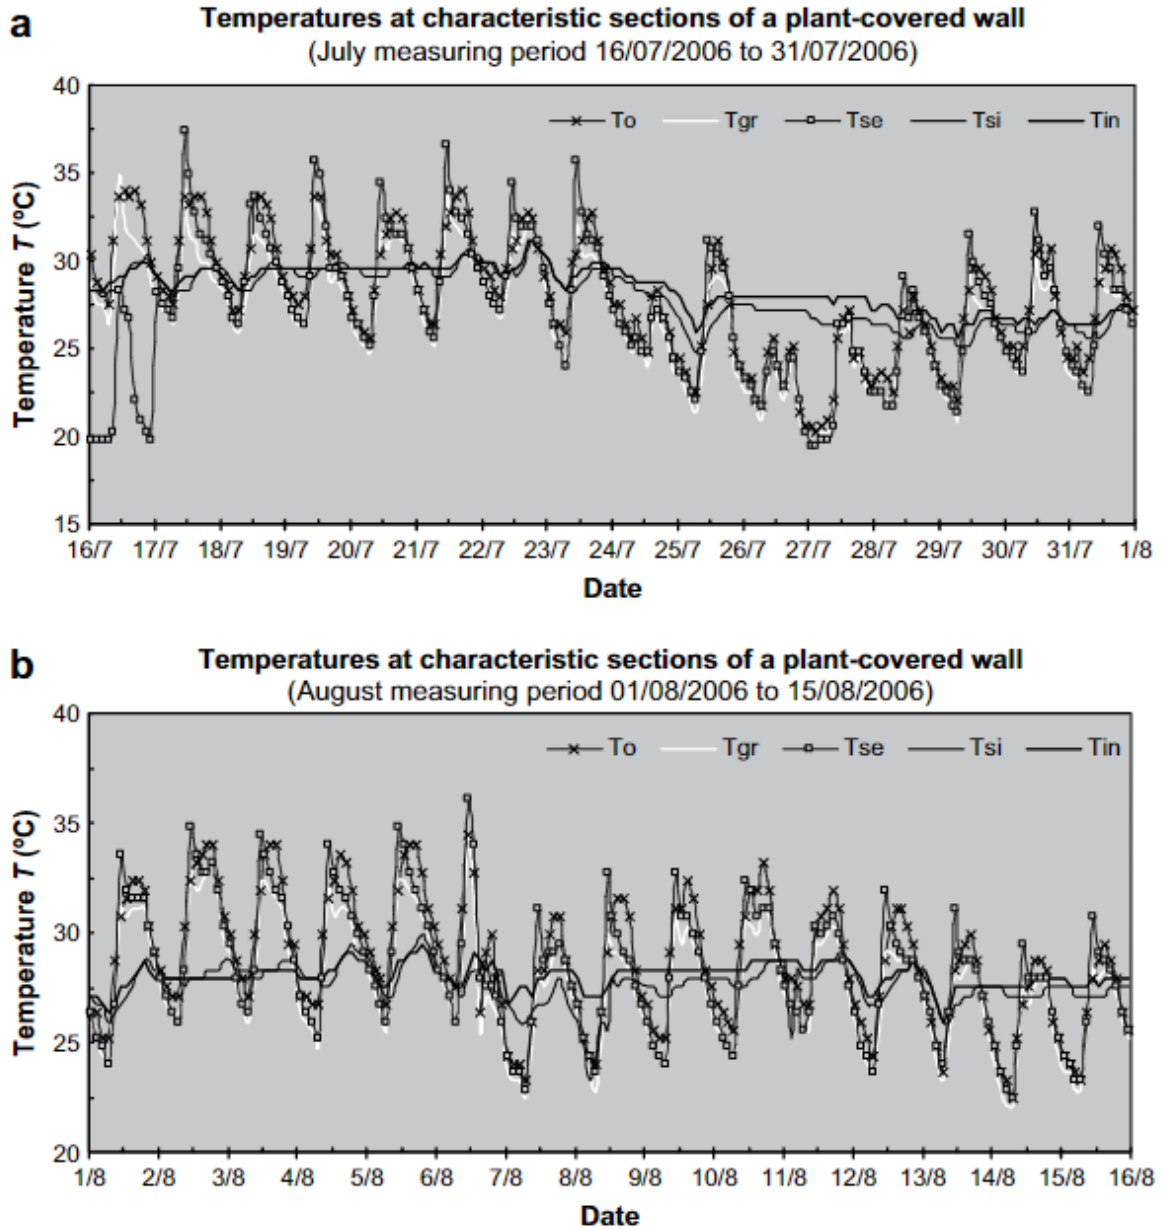 a
Temperatures at characteristic sections of a plant-covered wall
(July measuring period 16/07/2006 to 31/07/2006)
Temperature T (ºC)
40
35
30
25
20
15
To Tgr Tse Tsi Tin
16/7 17/7 18/7 19/7 20/7 21/7 22/7 23/7 24/7 25/7 26/7 27/7 28/7 29/7 30/7 31/7 1/8
Date
b
Temperatures at characteristic sections of a plant-covered wall
(August measuring period 01/08/2006 to 15/08/2006)
Temperature T (ºC)
40
35
30
25
20
To Tgr Tse Tsi Tin
1/8 2/8 3/8 4/8 5/8 6/8 7/8 8/8 9/8 10/8 11/8 12/8 13/8 14/8 15/8 16/8
Date